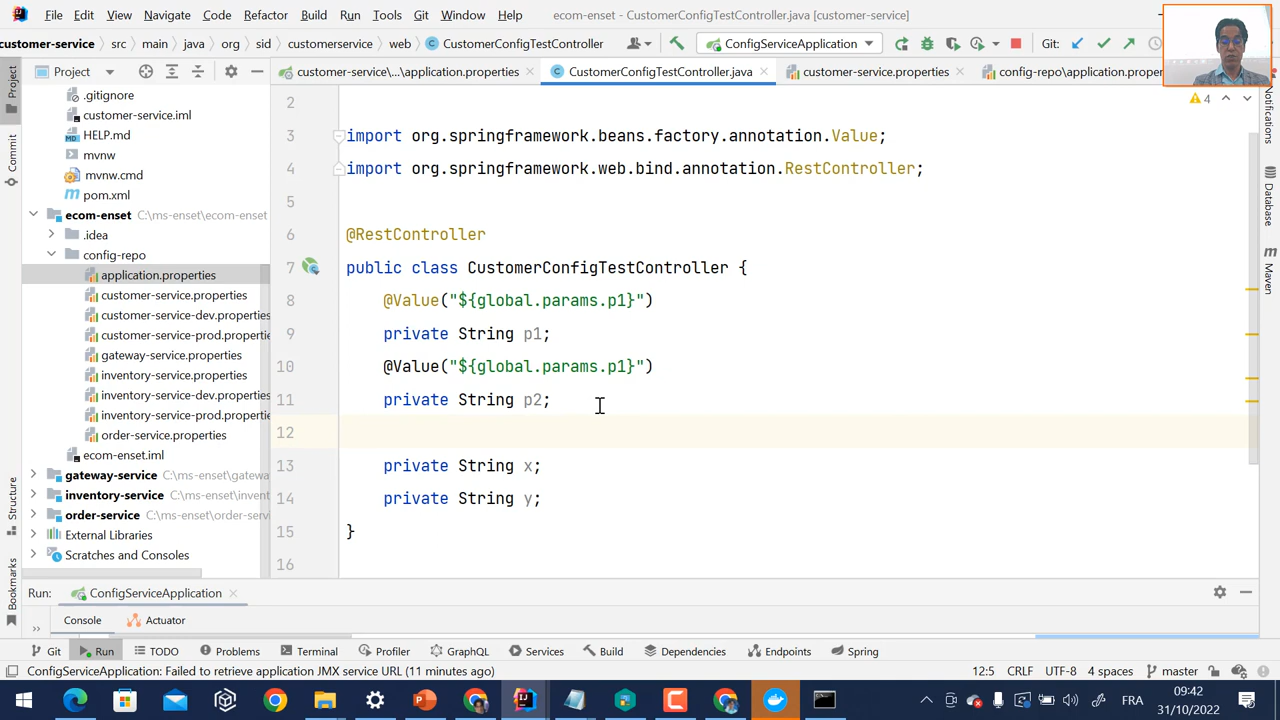 File Edit View Navigate Code Refactor Build Run Tools Git Window Help ecom-enset - CustomerConfigTestController.java [customer-service]
customer-service src main java org sid customerservice web CustomerConfigTestController ConfigServiceApplication Git:
Project customer-service\...\application.properties CustomerConfigTestController.java customer-service.properties config-repo\application.proper
Project
Commit
Structure
Bookmarks
.gitignore
customer-service.iml
HELP.md
mvnw
mvnw.cmd
pom.xml
ecom-enset C:\ms-enset\ecom-enset
.idea
config-repo
application.properties
customer-service.properties
customer-service-dev.properties
customer-service-prod.properties
gateway-service.properties
inventory-service.properties
inventory-service-dev.properties
inventory-service-prod.properties
order-service.properties
ecom-enset.iml
gateway-service C:\ms-enset\gatewa
inventory-service C:\ms-enset\invent
order-service C:\ms-enset\order-servi
External Libraries
Scratches and Consoles
2
3 import org.springframework.beans.factory.annotation.Value;
4 import org.springframework.web.bind.annotation.RestController;
5
6 @RestController
7 public class CustomerConfigTestController {
8 @Value("${global.params.p1}")
9 private String p1;
10 @Value("${global.params.p1}")
11 private String p2;
12
13 private String x;
14 private String y;
15 }
16
4
Notifications
Database
Maven
Run: ConfigServiceApplication
Console Actuator
Git Run TODO Problems Terminal Profiler GraphQL Services Build Dependencies Endpoints Spring
ConfigServiceApplication: Failed to retrieve application JMX service URL (11 minutes ago) 12:5 CRLF UTF-8 4 spaces master
FRA 09:42
31/10/2022